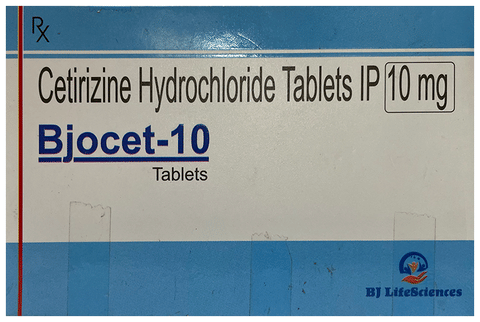 Rx
Cetirizine Hydrochloride Tablets IP 10 mg
Bjocet-10
Tablets
BJ LifeSciences